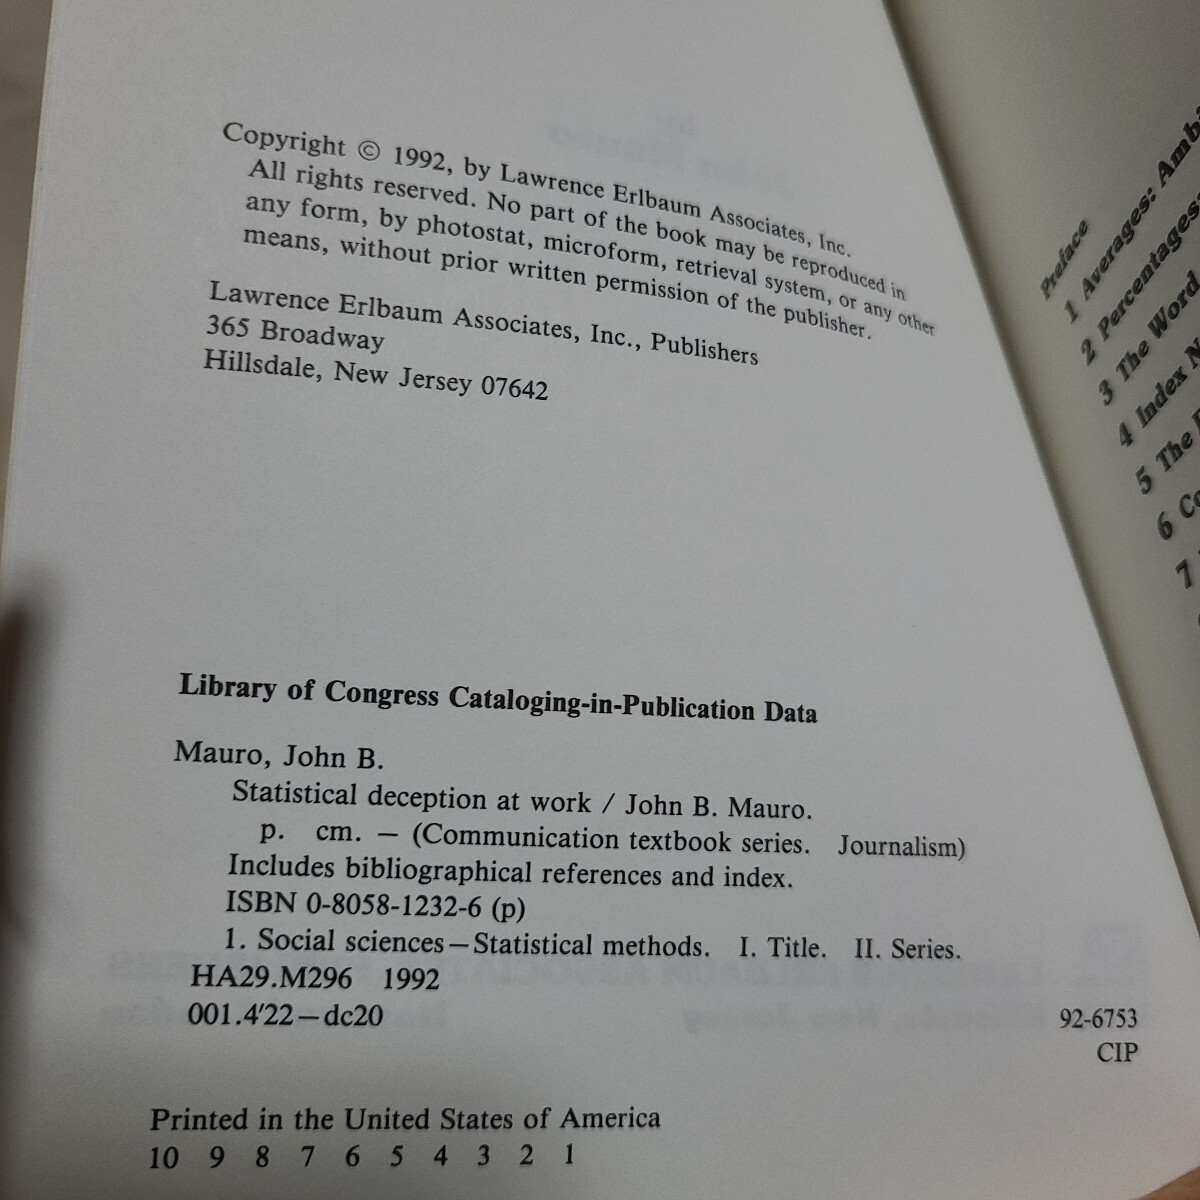 Copyright © 1992, by Lawrence Erlbaum Associates, Inc.
All rights reserved. No part of the book may be reproduced in
any form, by photostat, microform, retrieval system, or any other
means, without prior written permission of the publisher.
Lawrence Erlbaum Associates, Inc., Publishers
365 Broadway
Hillsdale, New Jersey 07642
Library of Congress Cataloging-in-Publication Data
Mauro, John B.
Statistical deception at work / John B. Mauro.
p. cm. — (Communication textbook series. Journalism)
Includes bibliographical references and index.
ISBN 0-8058-1232-6 (p)
1. Social sciences—Statistical methods. I. Title. II. Series.
HA29.M296 1992
001.4'22—dc20
92-6753
CIP
Printed in the United States of America
10 9 8 7 6 5 4 3 2 1
Preface
1 Averages:
2 Percentages:
3 The Word
4 Index
5 The
6
7